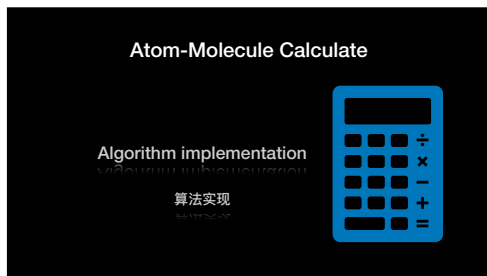 Atom-Molecule Calculate
Algorithm implementation
算法实现
÷
×
−
+
=